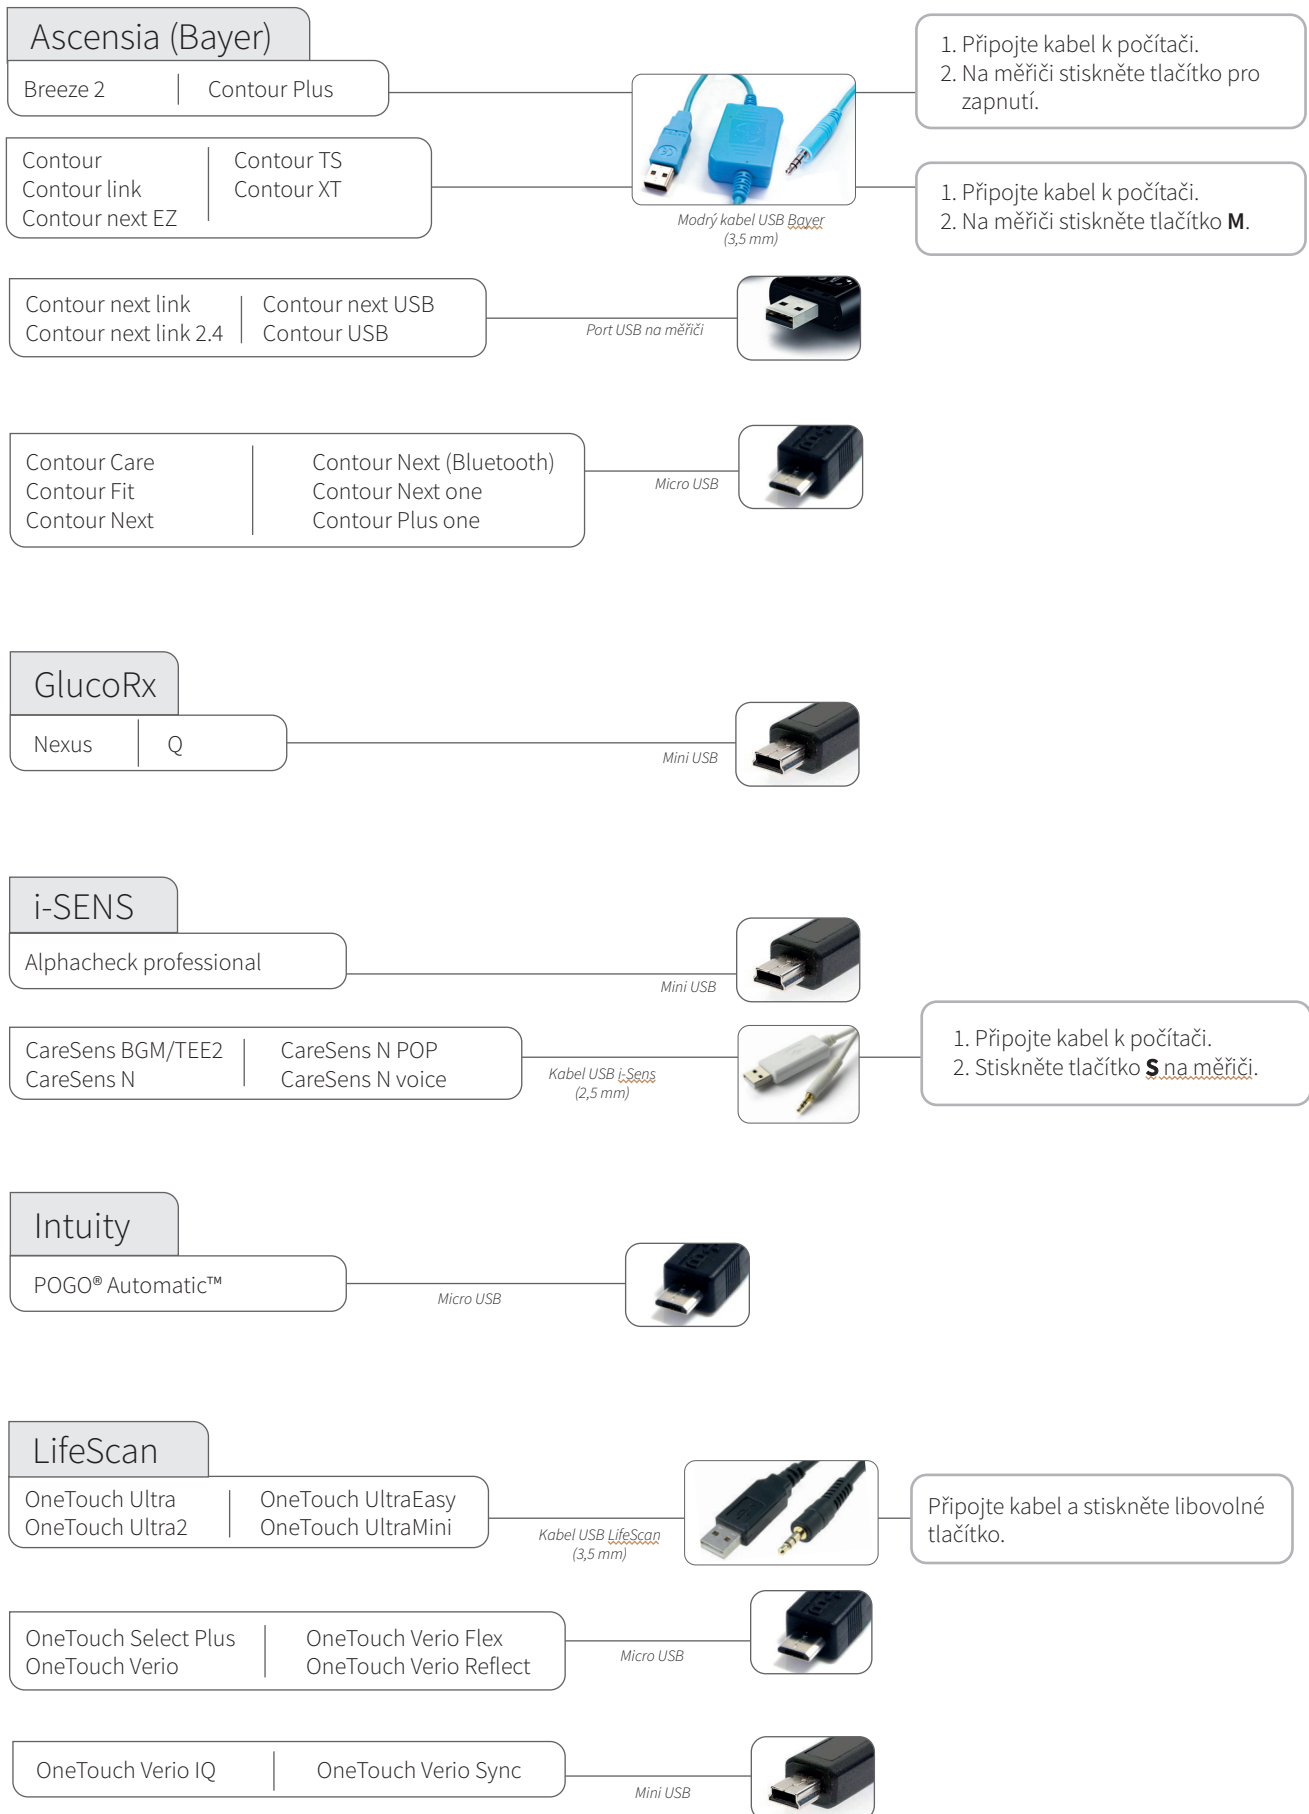 Ascensia (Bayer)
Breeze 2
Contour Plus
Modrý kabel USB Bayer
(3,5 mm)
1. Připojte kabel k počítači.
2. Na měřiči stiskněte tlačítko pro
zapnutí.
Contour
Contour link
Contour next EZ
Contour TS
Contour XT
1. Připojte kabel k počítači.
2. Na měřiči stiskněte tlačítko M.
Contour next link
Contour next link 2.4
Contour next USB
Contour USB
Port USB na měřiči
Contour Care
Contour Fit
Contour Next
Contour Next (Bluetooth)
Contour Next one
Contour Plus one
Micro USB
GlucoRx
Nexus
Q
Mini USB
i-SENS
Alphacheck professional
Mini USB
CareSens BGM/TEE2
CareSens N
CareSens N POP
CareSens N voice
Kabel USB i-Sens
(2,5 mm)
1. Připojte kabel k počítači.
2. Stiskněte tlačítko S na měřiči.
Intuity
POGO® Automatic™
Micro USB
LifeScan
OneTouch Ultra
OneTouch Ultra2
OneTouch UltraEasy
OneTouch UltraMini
Kabel USB LifeScan
(3,5 mm)
Připojte kabel a stiskněte libovolné
tlačítko.
OneTouch Select Plus
OneTouch Verio
OneTouch Verio Flex
OneTouch Verio Reflect
Micro USB
OneTouch Verio IQ
OneTouch Verio Sync
Mini USB